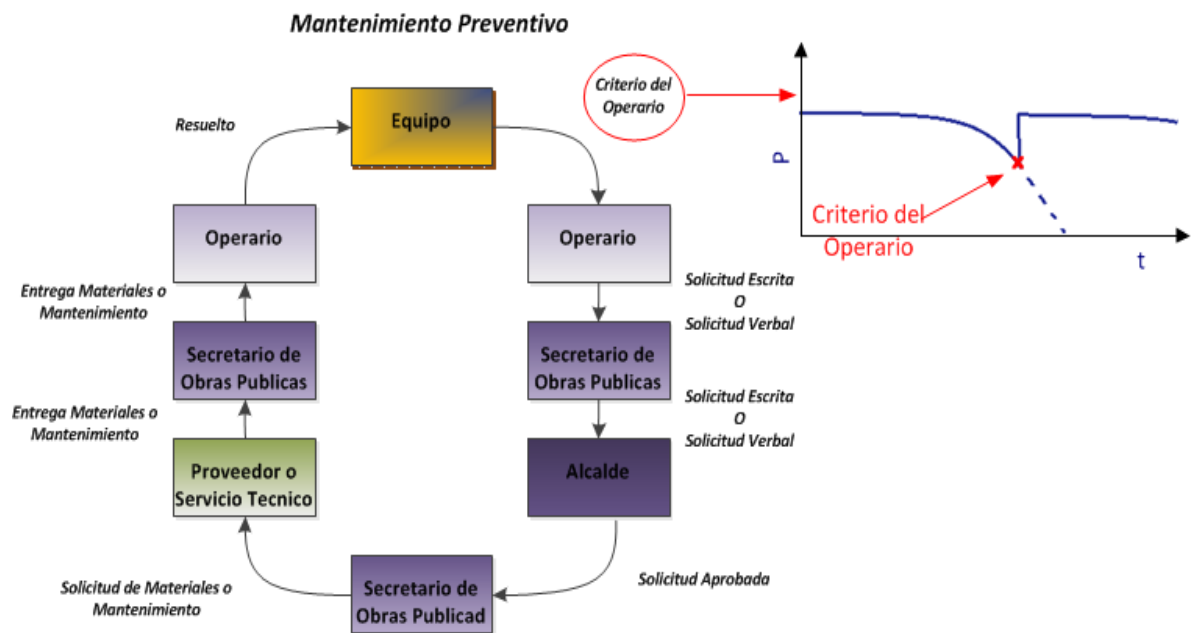 Mantenimiento Preventivo
Criterio del
Operario
Resuelto
Equipo
P
Criterio del
Operario
t
Operario
Operario
Entrega Materiales o
Mantenimiento
Solicitud Escrita
O
Solicitud Verbal
Secretario de
Obras Publicas
Secretario de
Obras Publicas
Entrega Materiales o
Mantenimiento
Solicitud Escrita
O
Solicitud Verbal
Proveedor o
Servicio Tecnico
Alcalde
Solicitud de Materiales o
Mantenimiento
Secretario de
Obras Publicad
Solicitud Aprobada